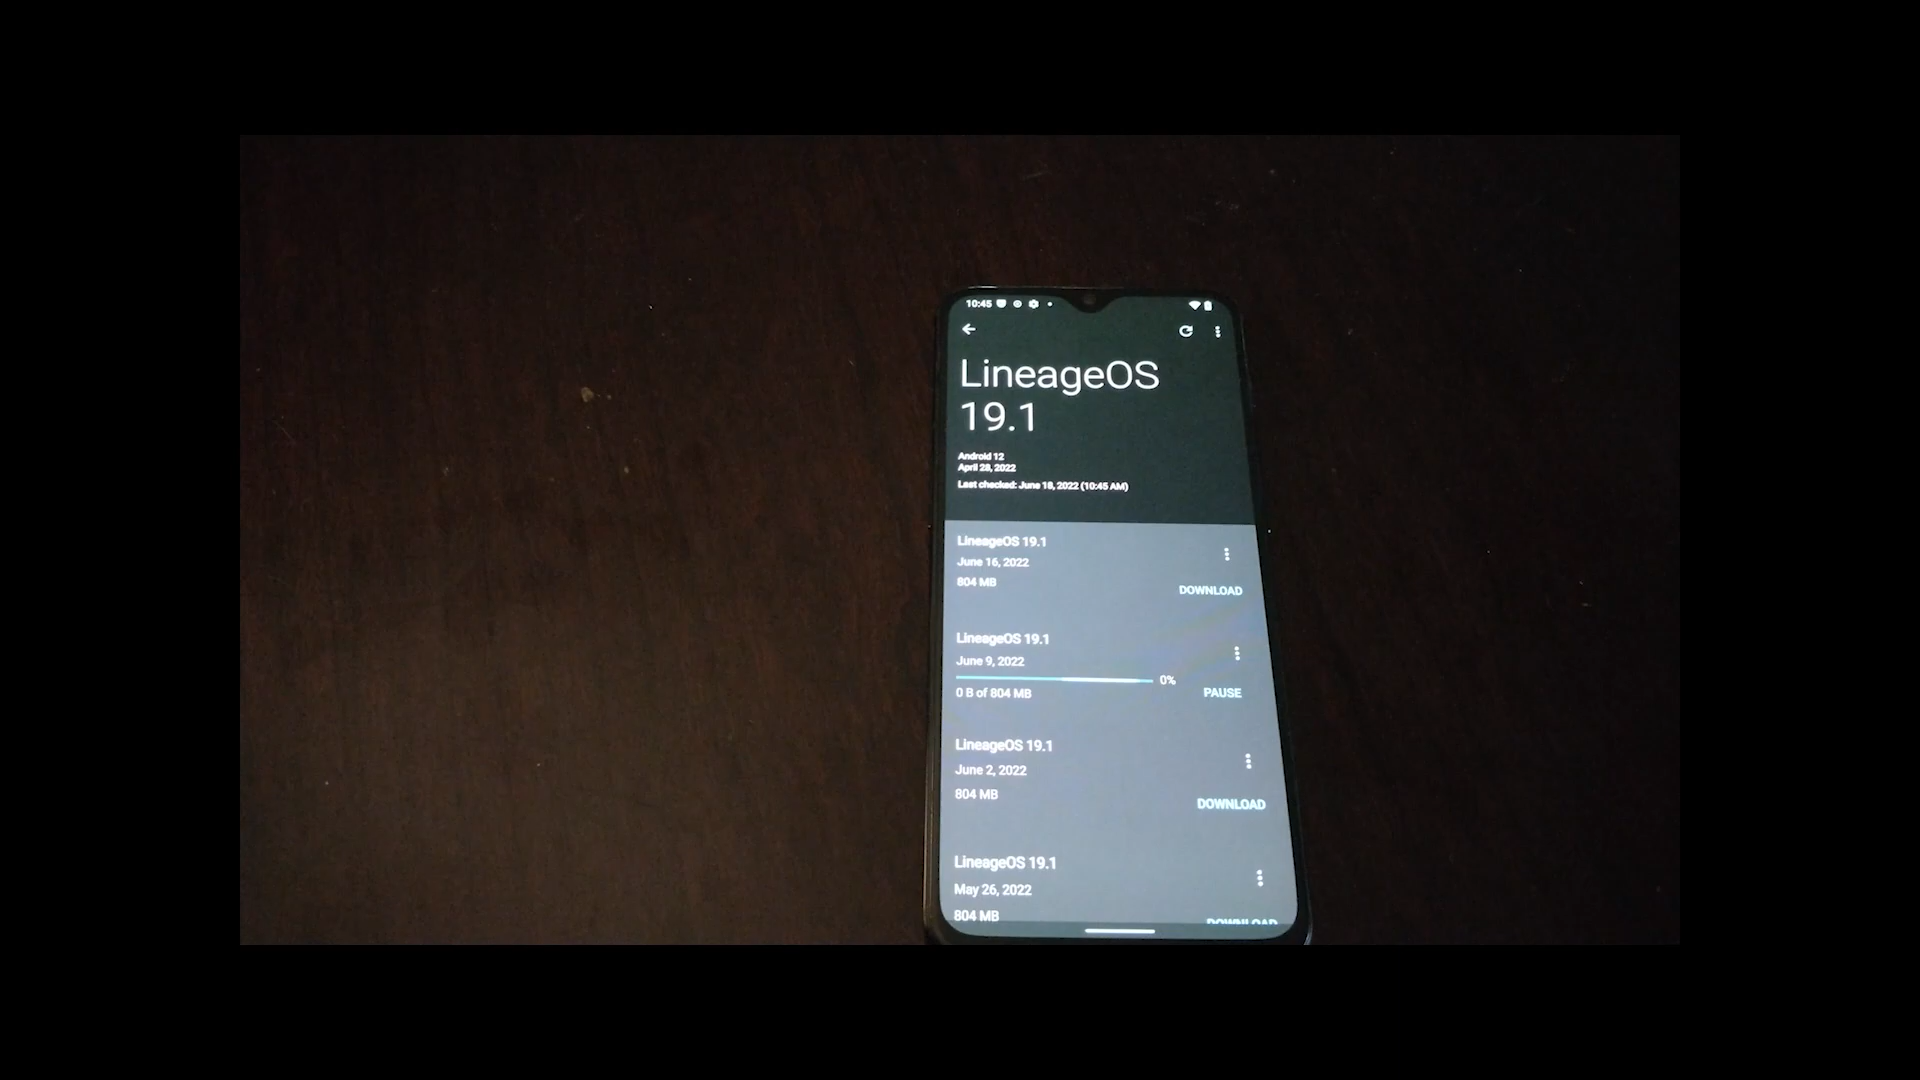 10:45
LineageOS
19.1
Android 12
April 28, 2022
Last checked: June 18, 2022 (10:45 AM)
LineageOS 19.1
June 16, 2022
804 MB
DOWNLOAD
LineageOS 19.1
June 9, 2022
0%
0 B of 804 MB
PAUSE
LineageOS 19.1
June 2, 2022
804 MB
DOWNLOAD
LineageOS 19.1
May 26, 2022
804 MB
DOWNLOAD